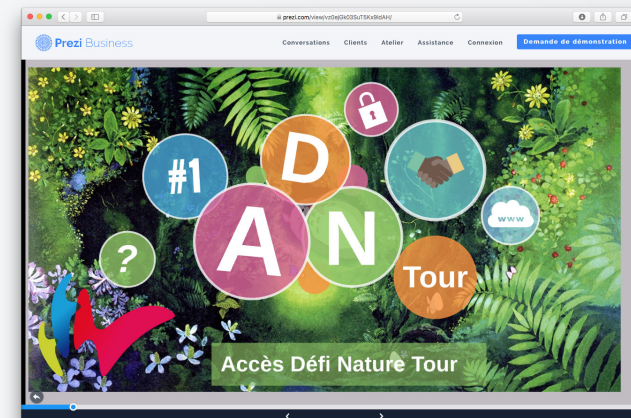 prezi.com/view/vz0ejGk03SuTSKx9IdAH/
Prezi Business
Conversations Clients Atelier Assistance Connexion Demande de démonstration
#1
D
www
?
A N
Tour
Accès Défi Nature Tour